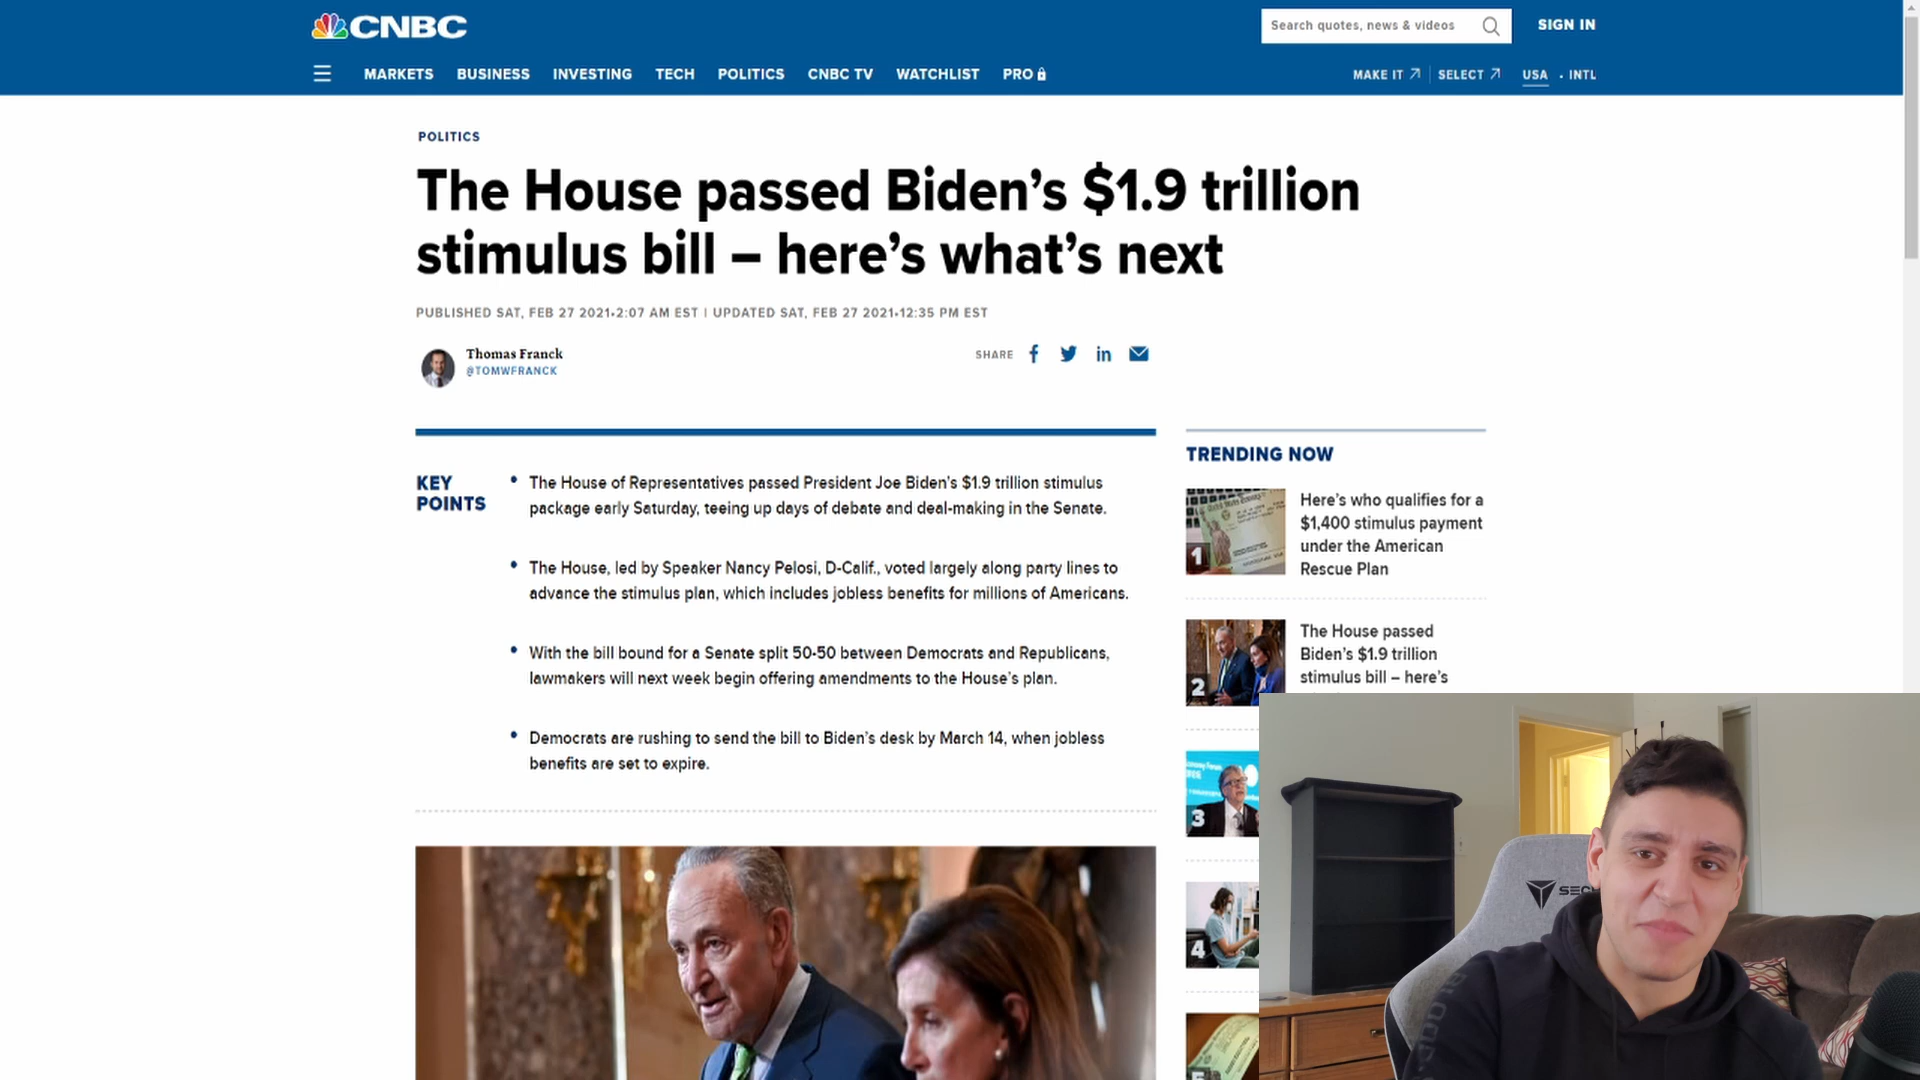 CNBC
Search quotes, news & videos
SIGN IN
MARKETS BUSINESS INVESTING TECH POLITICS CNBC TV WATCHLIST PRO
MAKE IT SELECT USA • INTL
POLITICS
The House passed Biden’s $1.9 trillion
stimulus bill – here’s what’s next
PUBLISHED SAT, FEB 27 2021•2:07 AM EST | UPDATED SAT, FEB 27 2021•12:35 PM EST
Thomas Franck
@TOMWFRANCK
SHARE
KEY
POINTS
• The House of Representatives passed President Joe Biden’s $1.9 trillion stimulus
package early Saturday, teeing up days of debate and deal-making in the Senate.
• The House, led by Speaker Nancy Pelosi, D-Calif., voted largely along party lines to
advance the stimulus plan, which includes jobless benefits for millions of Americans.
• With the bill bound for a Senate split 50-50 between Democrats and Republicans,
lawmakers will next week begin offering amendments to the House’s plan.
• Democrats are rushing to send the bill to Biden’s desk by March 14, when jobless
benefits are set to expire.
TRENDING NOW
1
Here’s who qualifies for a
$1,400 stimulus payment
under the American
Rescue Plan
2
The House passed
Biden’s $1.9 trillion
stimulus bill – here’s
3
4
5